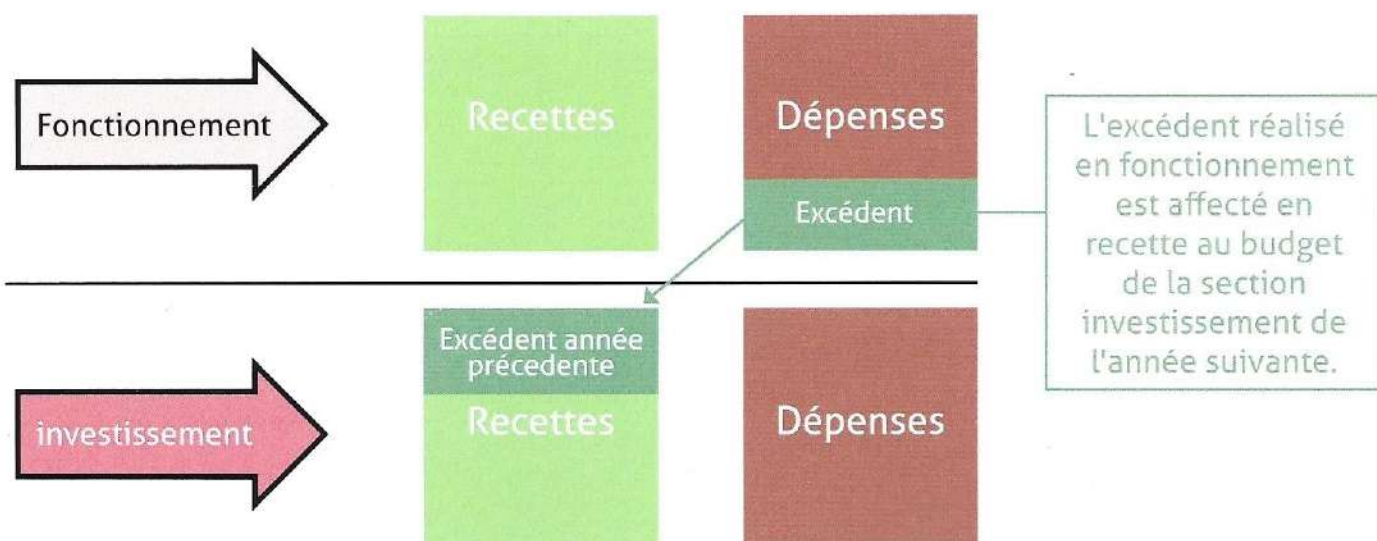 Fonctionnement
Recettes
Dépenses
Excédent
L'excédent réalisé
en fonctionnement
est affecté en
recette au budget
de la section
investissement de
l'année suivante.
investissement
Excédent année
précedente
Recettes
Dépenses